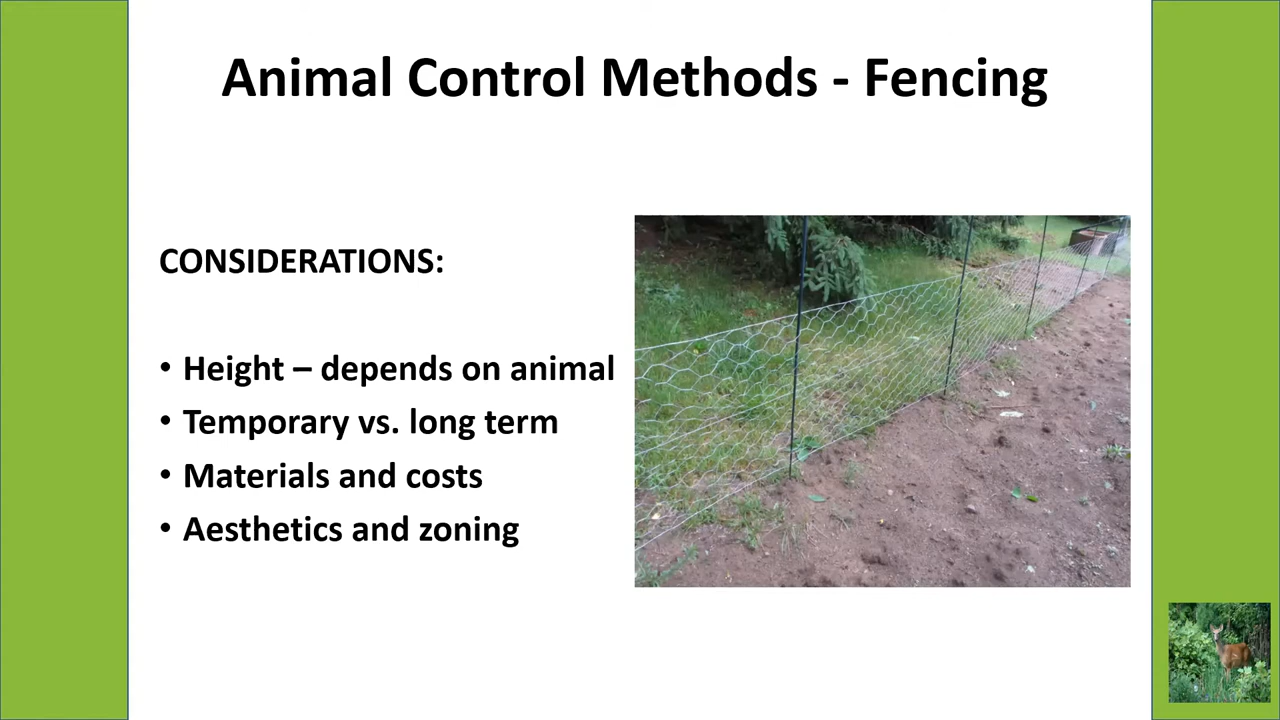 Animal Control Methods - Fencing
CONSIDERATIONS:
• Height – depends on animal
• Temporary vs. long term
• Materials and costs
• Aesthetics and zoning